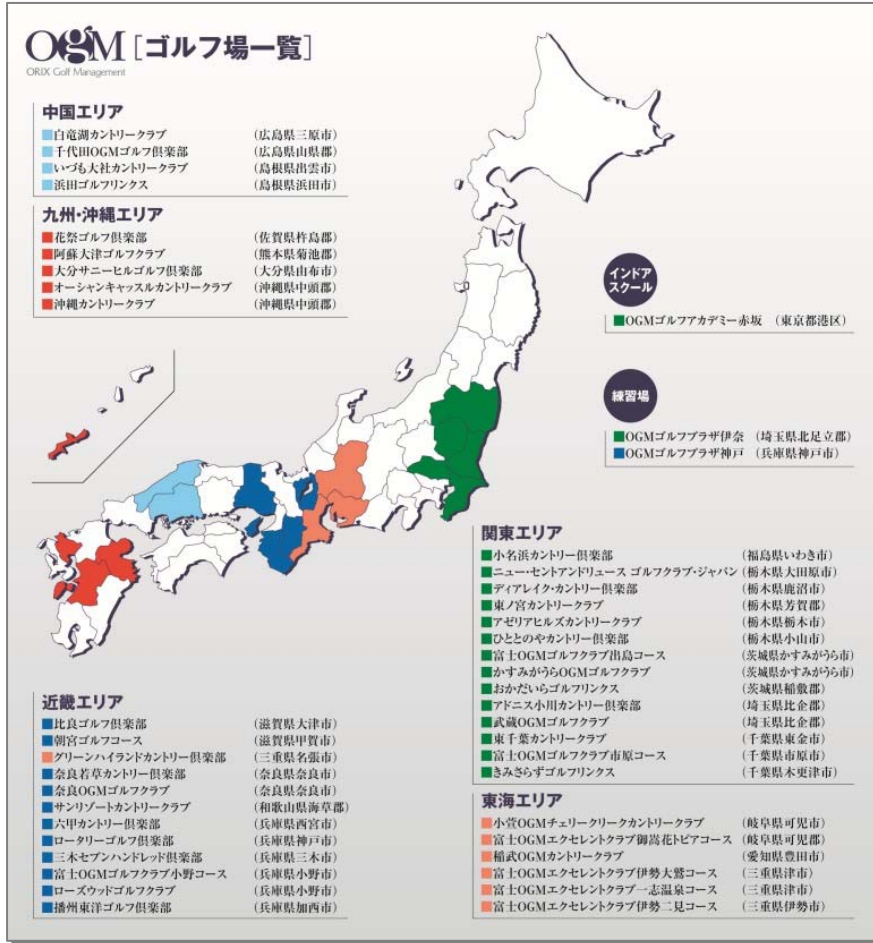 OgM[ゴルフ場一覧]
ORIX Golf Management
中国エリア
白竜湖カントリークラブ (広島県三原市)
千代田OGMゴルフ倶楽部 (広島県山県郡)
いづも大社カントリークラブ (島根県出雲市)
浜田ゴルフリンクス (島根県浜田市)
九州・沖縄エリア
花祭ゴルフ倶楽部 (佐賀県杵島郡)
阿蘇大津ゴルフクラブ (熊本県菊池郡)
大分サニーヒルゴルフ倶楽部 (大分県由布市)
オーシャンキャッスルカントリークラブ (沖縄県中頭郡)
沖縄カントリークラブ (沖縄県中頭郡)
インドア
スクール
OGMゴルフアカデミー赤坂 (東京都港区)
練習場
OGMゴルフプラザ伊奈 (埼玉県北足立郡)
OGMゴルフプラザ神戸 (兵庫県神戸市)
関東エリア
小名浜カントリー倶楽部 (福島県いわき市)
ニュー・セントアンドリュース ゴルフクラブ・ジャパン (栃木県大田原市)
ディアレイク・カントリー倶楽部 (栃木県鹿沼市)
東ノ宮カントリークラブ (栃木県芳賀郡)
アゼリアヒルズカントリークラブ (栃木県栃木市)
ひととのやカントリー倶楽部 (栃木県小山市)
富士OGMゴルフクラブ出島コース (茨城県かすみがうら市)
かすみがうらOGMゴルフクラブ (茨城県かすみがうら市)
おかだいらゴルフリンクス (茨城県稲敷郡)
アドニス小川カントリー倶楽部 (埼玉県比企郡)
武蔵OGMゴルフクラブ (埼玉県比企郡)
東千葉カントリークラブ (千葉県東金市)
富士OGMゴルフクラブ市原コース (千葉県市原市)
きみさらずゴルフリンクス (千葉県木更津市)
近畿エリア
比良ゴルフ倶楽部 (滋賀県大津市)
朝宮ゴルフコース (滋賀県甲賀市)
グリーンハイランドカントリー倶楽部 (三重県名張市)
奈良若草カントリー倶楽部 (奈良県奈良市)
奈良OGMゴルフクラブ (奈良県奈良市)
サンリゾートカントリークラブ (和歌山県海草郡)
六甲カントリー倶楽部 (兵庫県西宮市)
ロータリーゴルフ倶楽部 (兵庫県神戸市)
三木セブンハンドレッド倶楽部 (兵庫県三木市)
富士OGMゴルフクラブ小野コース (兵庫県小野市)
ローズウッドゴルフクラブ (兵庫県小野市)
播州東洋ゴルフ倶楽部 (兵庫県加西市)
東海エリア
小萱OGMチェリークリークカントリークラブ (岐阜県可児市)
富士OGMエクセレントクラブ御嵩花トピアコース (岐阜県可児郡)
稲武OGMカントリークラブ (愛知県豊田市)
富士OGMエクセレントクラブ伊勢大鷲コース (三重県津市)
富士OGMエクセレントクラブ一志温泉コース (三重県津市)
富士OGMエクセレントクラブ伊勢二見コース (三重県伊勢市)